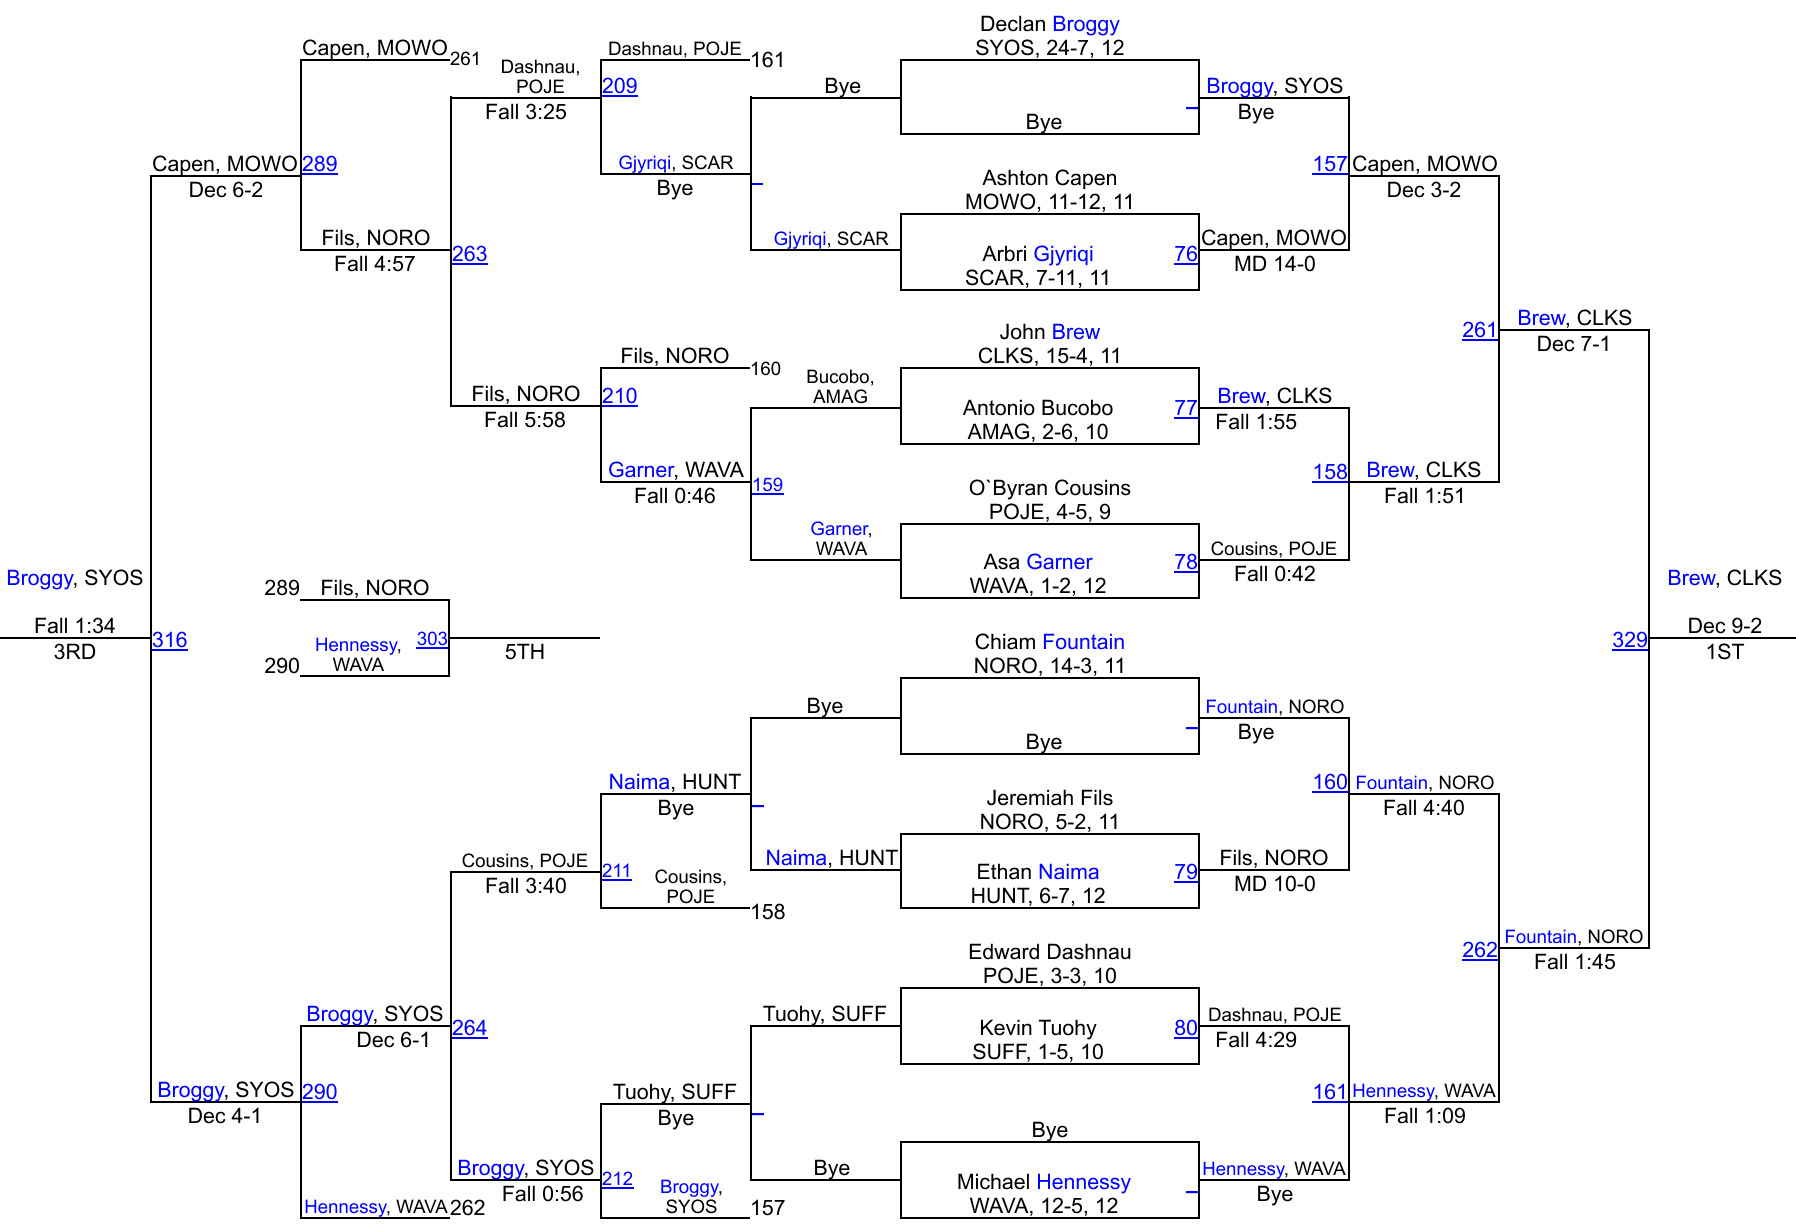 Declan Broggy
SYOS, 24-7, 12
Capen, MOWO
261
Dashnau,
POJE
Fall 3:25
Dashnau, POJE
161
209
Bye
Bye
Broggy, SYOS
Bye
Gjyriqi, SCAR
Bye
Capen, MOWO
Dec 6-2
289
Ashton Capen
MOWO, 11-12, 11
157
Capen, MOWO
Dec 3-2
Fils, NORO
Fall 4:57
263
Gjyriqi, SCAR
Arbri Gjyriqi
SCAR, 7-11, 11
76
Capen, MOWO
MD 14-0
John Brew
CLKS, 15-4, 11
261
Brew, CLKS
Dec 7-1
Fils, NORO
160
Fils, NORO
Fall 5:58
210
Bucobo,
AMAG
Antonio Bucobo
AMAG, 2-6, 10
77
Brew, CLKS
Fall 1:55
Garner, WAVA
Fall 0:46
159
O`Byran Cousins
POJE, 4-5, 9
158
Brew, CLKS
Fall 1:51
Garner,
WAVA
Asa Garner
WAVA, 1-2, 12
78
Cousins, POJE
Fall 0:42
Broggy, SYOS
Fall 1:34
3RD
316
289
Fils, NORO
Hennessy,
WAVA
290
303
5TH
Brew, CLKS
Dec 9-2
1ST
329
Chiam Fountain
NORO, 14-3, 11
Bye
Bye
Fountain, NORO
Bye
Naima, HUNT
Bye
Jeremiah Fils
NORO, 5-2, 11
160
Fountain, NORO
Fall 4:40
Cousins, POJE
Fall 3:40
211
Cousins,
POJE
158
Naima, HUNT
Ethan Naima
HUNT, 6-7, 12
79
Fils, NORO
MD 10-0
Edward Dashnau
POJE, 3-3, 10
262
Fountain, NORO
Fall 1:45
Broggy, SYOS
Dec 6-1
264
Tuohy, SUFF
Kevin Tuohy
SUFF, 1-5, 10
80
Dashnau, POJE
Fall 4:29
Broggy, SYOS
Dec 4-1
290
Tuohy, SUFF
Bye
161
Hennessy, WAVA
Fall 1:09
Bye
Broggy, SYOS
Fall 0:56
212
Broggy,
SYOS
157
Bye
Michael Hennessy
WAVA, 12-5, 12
Hennessy, WAVA
Bye
Hennessy, WAVA
262